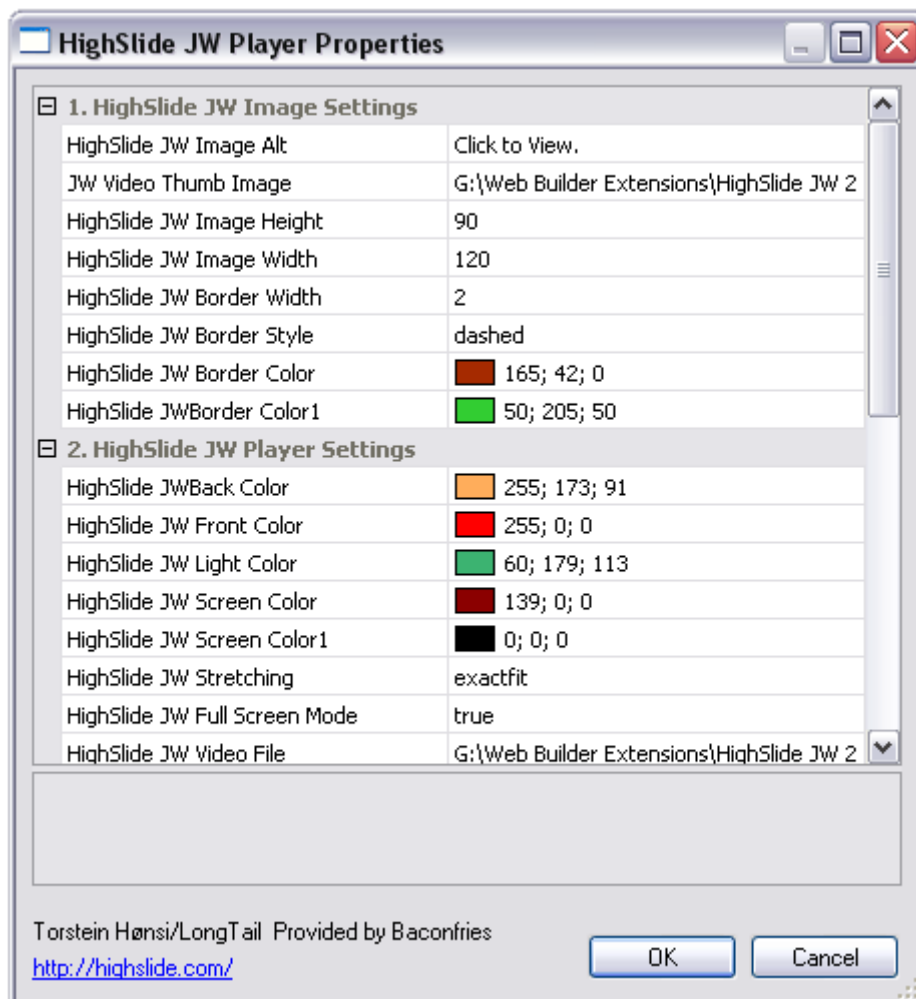 HighSlide JW Player Properties
1. HighSlide JW Image Settings
HighSlide JW Image Alt Click to View.
JW Video Thumb Image G:\Web Builder Extensions\HighSlide JW 2
HighSlide JW Image Height 90
HighSlide JW Image Width 120
HighSlide JW Border Width 2
HighSlide JW Border Style dashed
HighSlide JW Border Color 165; 42; 0
HighSlide JWBorder Color1 50; 205; 50
2. HighSlide JW Player Settings
HighSlide JWBack Color 255; 173; 91
HighSlide JW Front Color 255; 0; 0
HighSlide JW Light Color 60; 179; 113
HighSlide JW Screen Color 139; 0; 0
HighSlide JW Screen Color1 0; 0; 0
HighSlide JW Stretching exactfit
HighSlide JW Full Screen Mode true
HighSlide JW Video File G:\Web Builder Extensions\HighSlide JW 2
Torstein Hønsi/LongTail Provided by Baconfries
http://highslide.com/
OK Cancel